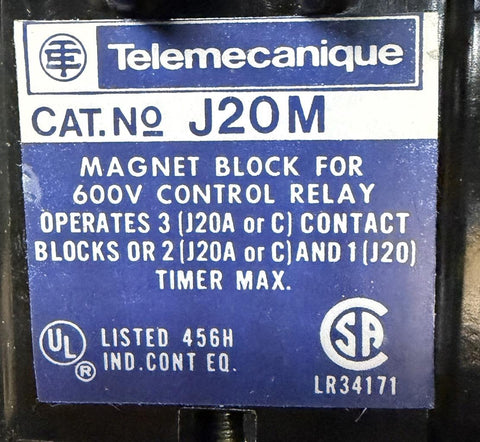 Telemecanique
CAT.No J20M
MAGNET BLOCK FOR
600V CONTROL RELAY
OPERATES 3 (J20A or C) CONTACT
BLOCKS OR 2 (J20A or C) AND 1 (J20)
TIMER MAX.
UL ® LISTED 456H
IND.CONT EQ.
CSA
LR34171